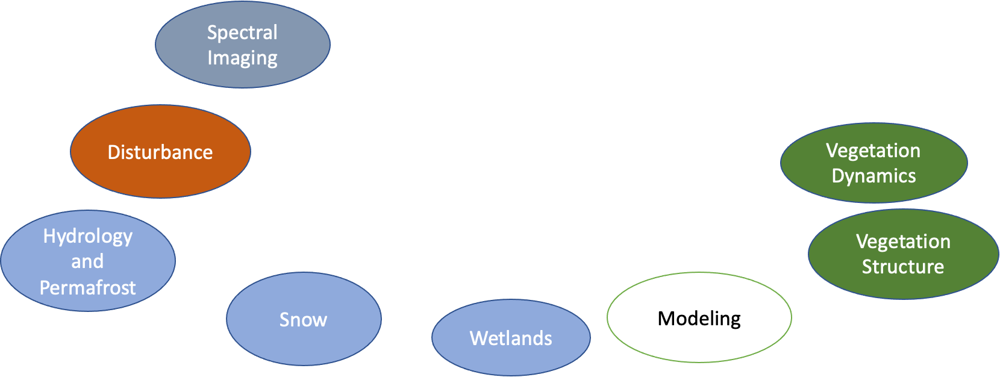 Spectral
Imaging
Disturbance
Vegetation
Dynamics
Hydrology
and
Permafrost
Vegetation
Structure
Snow
Wetlands
Modeling